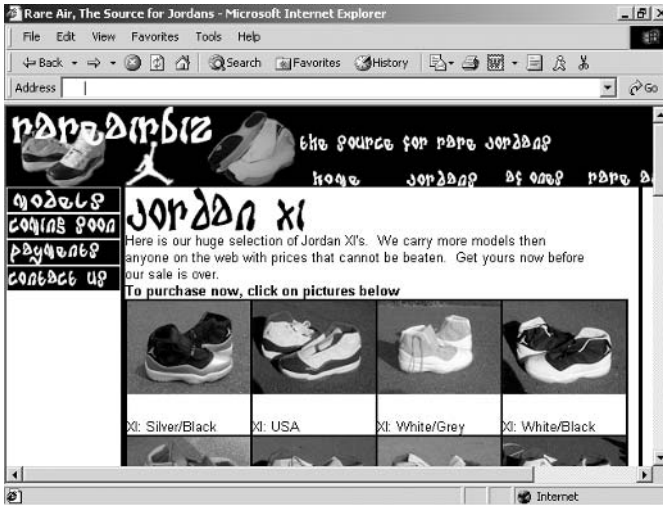 Rare Air, The Source for Jordans - Microsoft Internet Explorer
File Edit View Favorites Tools Help
Back Search Favorites History
Address Go
rareairbiz
the source for rare jordans
home jordans af ones rare a
models
coming soon
payments
contact us
jordan xi
Here is our huge selection of Jordan XI's. We carry more models then
anyone on the web with prices that cannot be beaten. Get yours now before
our sale is over.
To purchase now, click on pictures below
XI: Silver/Black XI: USA XI: White/Grey XI: White/Black
Internet